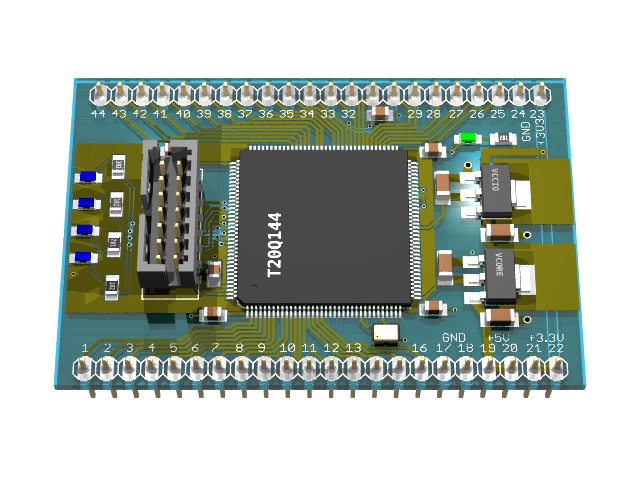 44 43 42 41 40 39 38 37 36 35 34 33 32 29 28 27 26 25 24 23
GND
+3V3
VCCIO
T20Q144
VCORE
GND +5V +3.3V
1 2 3 4 5 6 7 8 9 10 11 12 13 16 17 18 19 20 21 22